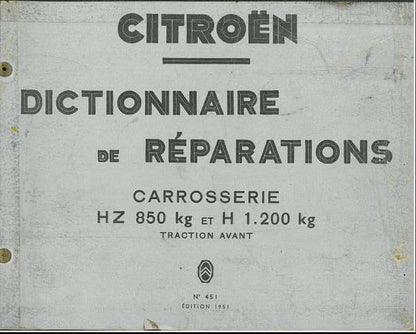 CITROËN
DICTIONNAIRE
DE RÉPARATIONS
CARROSSERIE
HZ 850 kg ET H 1.200 kg
TRACTION AVANT
N° 451
ÉDITION 1951